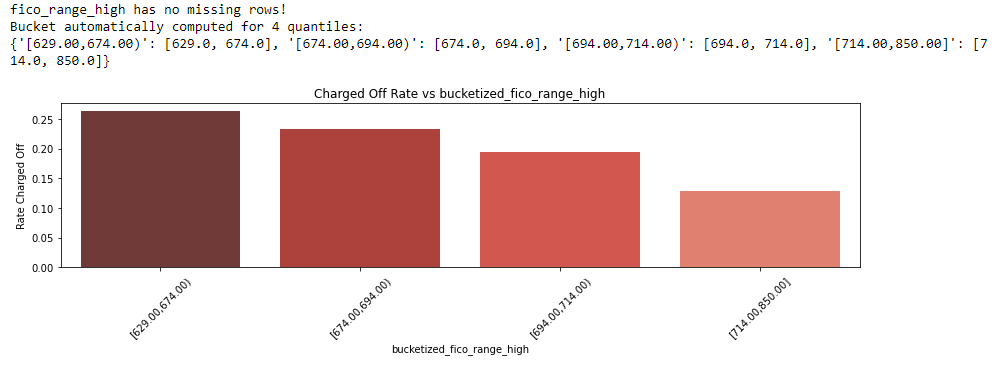 fico_range_high has no missing rows!
Bucket automatically computed for 4 quantiles:
{'[629.00,674.00)': [629.0, 674.0], '[674.00,694.00)': [674.0, 694.0], '[694.00,714.00)': [694.0, 714.0], '[714.00,850.00]': [7
14.0, 850.0]}
Charged Off Rate vs bucketized_fico_range_high
Rate Charged Off
0.25
0.20
0.15
0.10
0.05
0.00
[629.00,674.00)
[674.00,694.00)
[694.00,714.00)
[714.00,850.00]
bucketized_fico_range_high